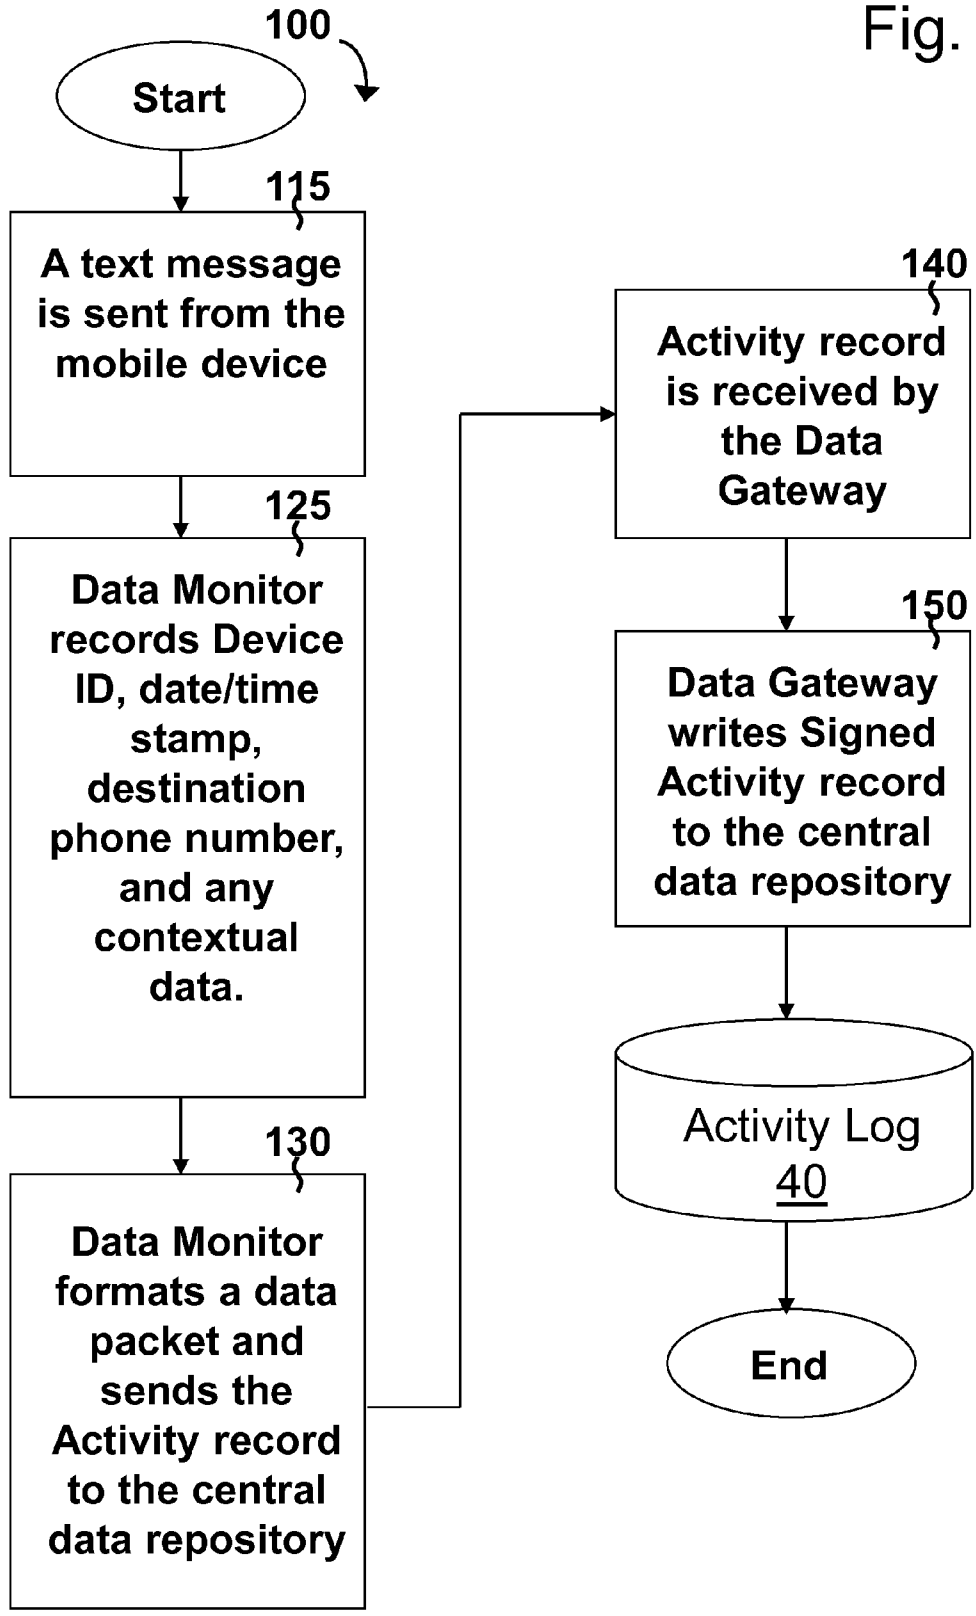 100
Fig.
Start
115
A text message
is sent from the
mobile device
125
Data Monitor
records Device
ID, date/time
stamp,
destination
phone number,
and any
contextual
data.
130
Data Monitor
formats a data
packet and
sends the
Activity record
to the central
data repository
140
Activity record
is received by
the Data
Gateway
150
Data Gateway
writes Signed
Activity record
to the central
data repository
Activity Log
40
End